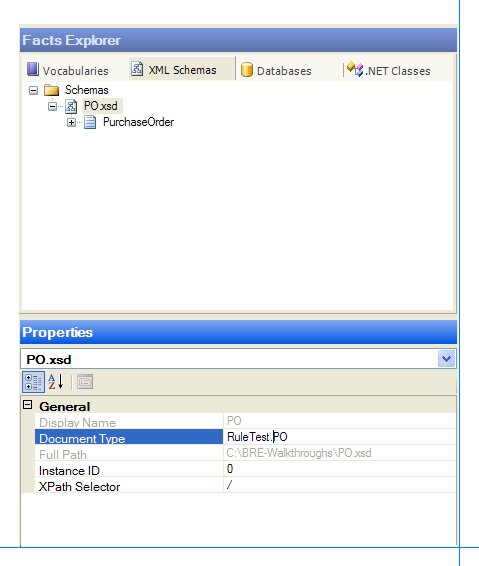 Facts Explorer
Vocabularies XML Schemas Databases .NET Classes
Schemas
PO.xsd
PurchaseOrder
Properties
PO.xsd
General
Display Name PO
Document Type RuleTest.PO
Full Path C:\BRE-Walkthroughs\PO.xsd
Instance ID 0
XPath Selector /